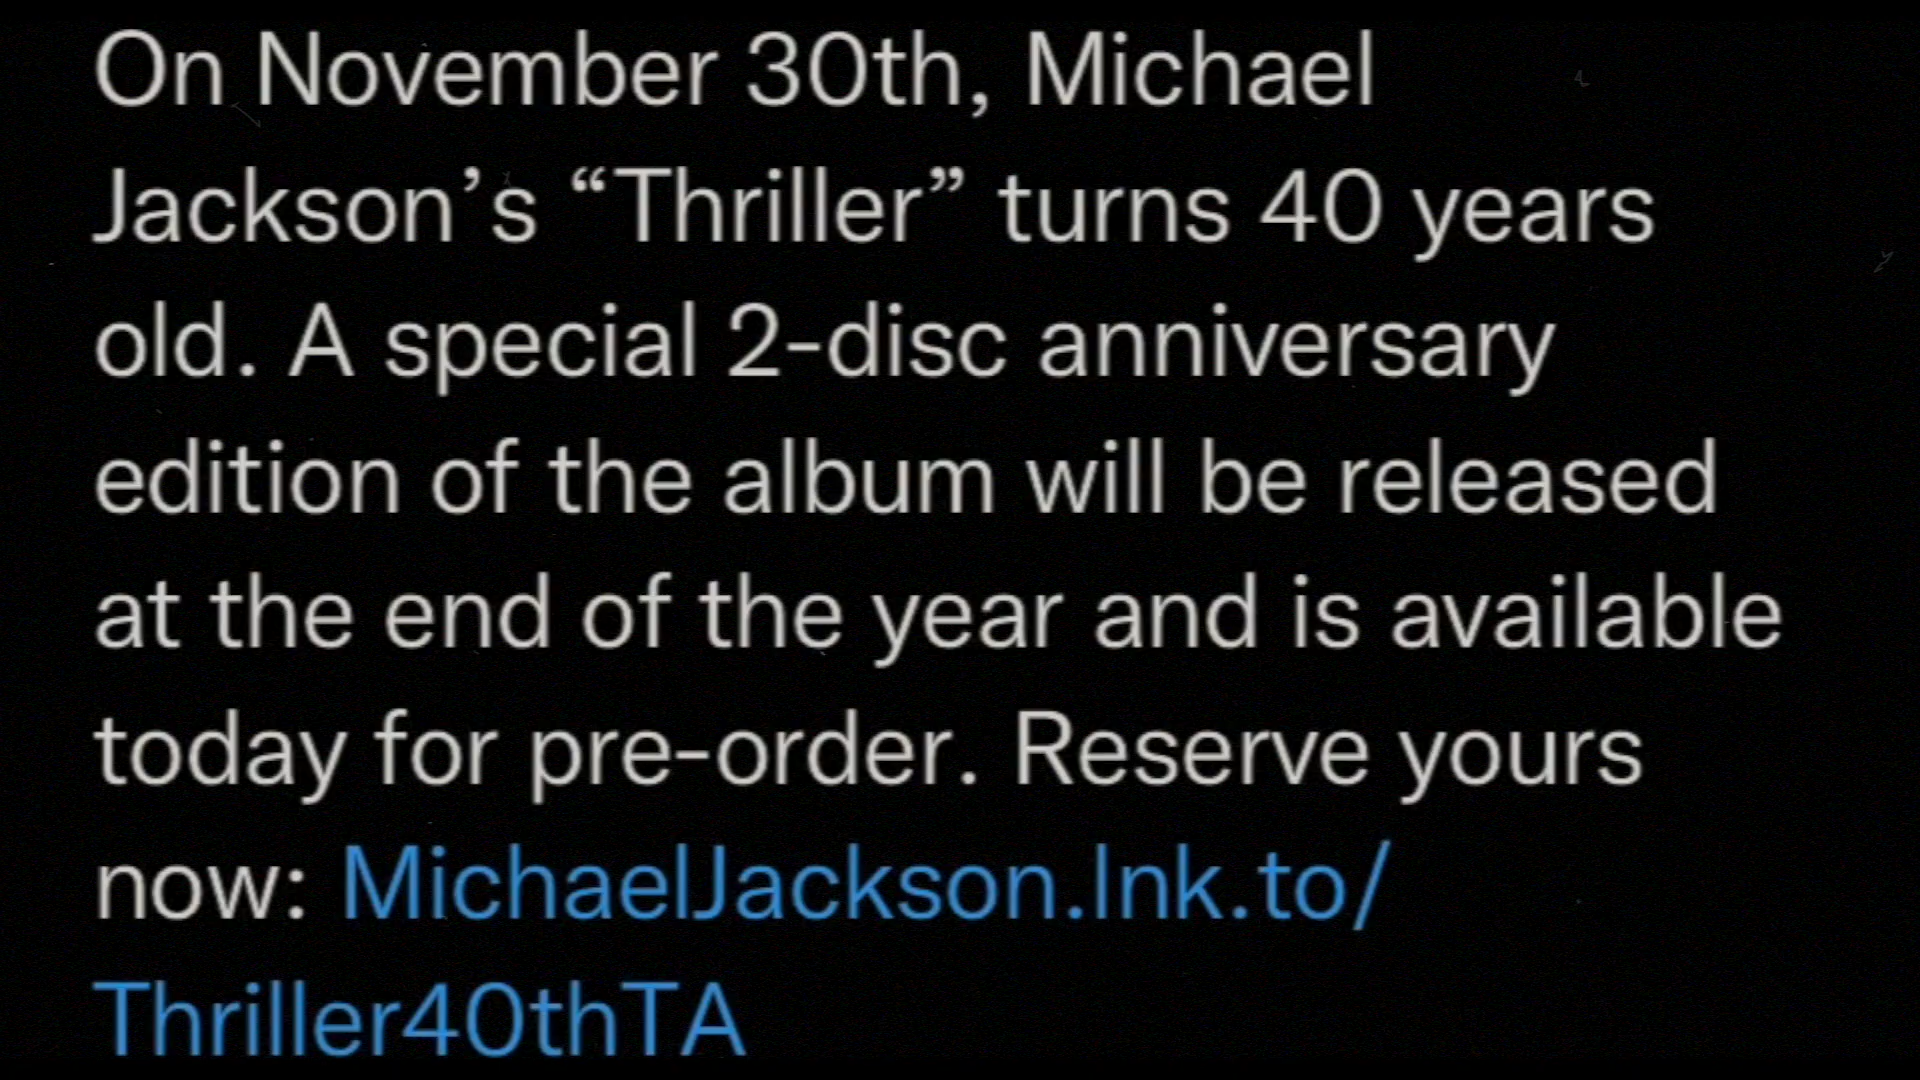 On November 30th, Michael
Jackson’s “Thriller” turns 40 years
old. A special 2-disc anniversary
edition of the album will be released
at the end of the year and is available
today for pre-order. Reserve yours
now: MichaelJackson.lnk.to/
Thriller40thTA